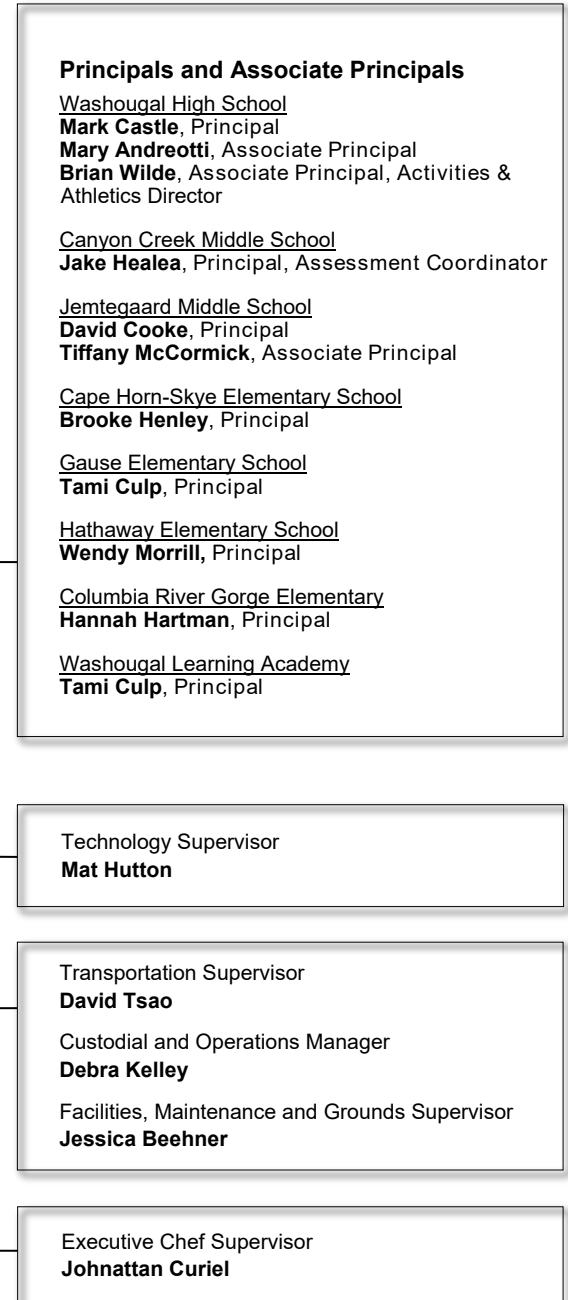 Principals and Associate Principals
Washougal High School
Mark Castle, Principal
Mary Andreotti, Associate Principal
Brian Wilde, Associate Principal, Activities &
Athletics Director
Canyon Creek Middle School
Jake Healea, Principal, Assessment Coordinator
Jemtegaard Middle School
David Cooke, Principal
Tiffany McCormick, Associate Principal
Cape Horn-Skye Elementary School
Brooke Henley, Principal
Gause Elementary School
Tami Culp, Principal
Hathaway Elementary School
Wendy Morrill, Principal
Columbia River Gorge Elementary
Hannah Hartman, Principal
Washougal Learning Academy
Tami Culp, Principal
Technology Supervisor
Mat Hutton
Transportation Supervisor
David Tsao
Custodial and Operations Manager
Debra Kelley
Facilities, Maintenance and Grounds Supervisor
Jessica Beehner
Executive Chef Supervisor
Johnattan Curiel